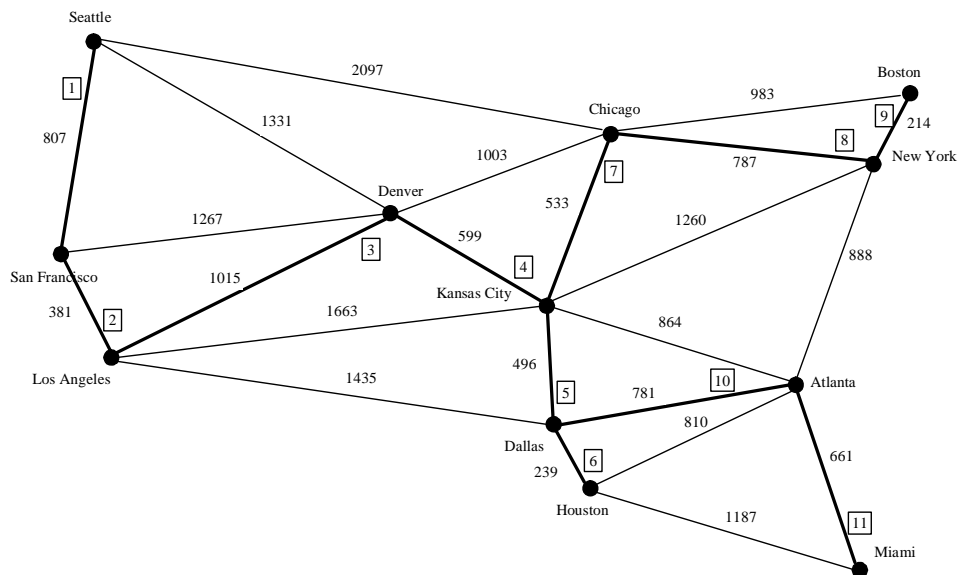 Seattle
2097
Boston
1
983
Chicago
9
1331
214
807
8
1003
787
New York
7
Denver
533
1267
1260
599
3
888
4
San Francisco
1015
Kansas City
381
2
1663
864
496
10
Los Angeles
1435
5
781
Atlanta
810
Dallas
6
661
239
Houston
1187
11
Miami